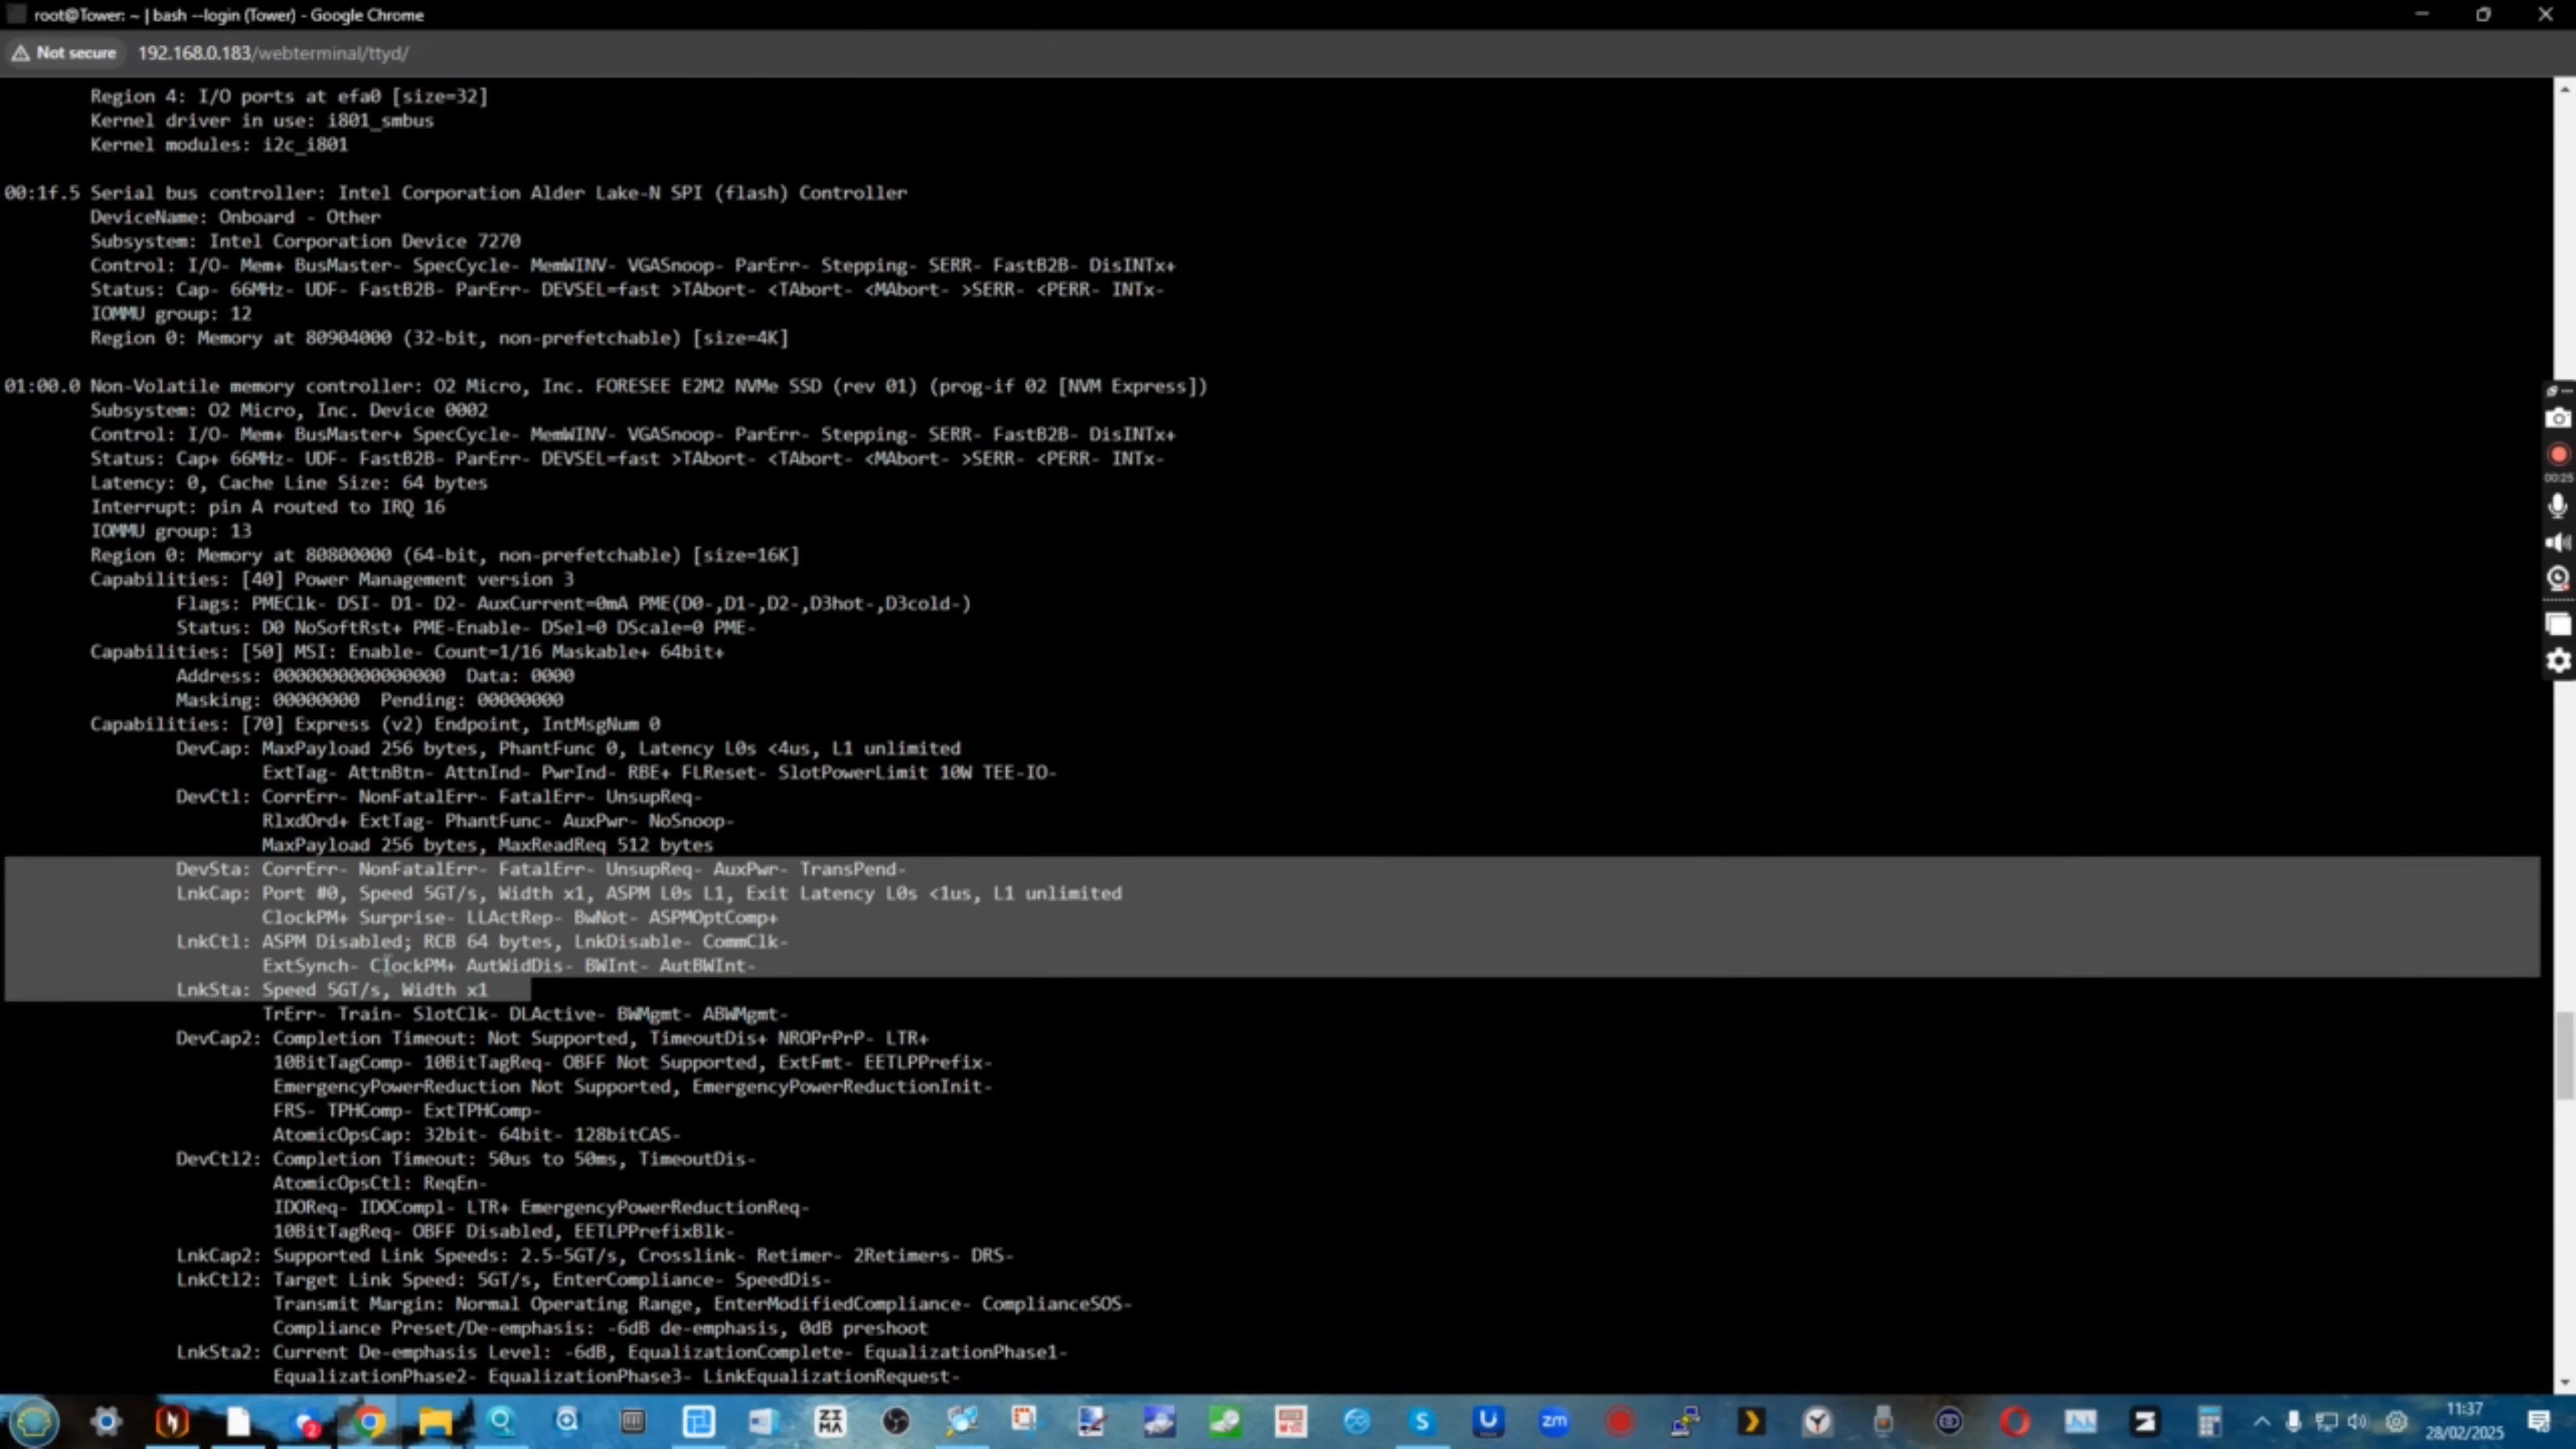 root@Tower: ~ | bash --login (Tower) - Google Chrome
Not secure 192.168.0.183/webterminal/ttyd/
Region 4: I/O ports at efa0 [size=32]
Kernel driver in use: i801_smbus
Kernel modules: i2c_i801
00:1f.5 Serial bus controller: Intel Corporation Alder Lake-N SPI (flash) Controller
DeviceName: Onboard - Other
Subsystem: Intel Corporation Device 7270
Control: I/O- Mem+ BusMaster- SpecCycle- MemWINV- VGASnoop- ParErr- Stepping- SERR- FastB2B- DisINTx+
Status: Cap- 66MHz- UDF- FastB2B- ParErr- DEVSEL=fast >TAbort- <TAbort- <MAbort- >SERR- <PERR- INTx-
IOMMU group: 12
Region 0: Memory at 80904000 (32-bit, non-prefetchable) [size=4K]
01:00.0 Non-Volatile memory controller: O2 Micro, Inc. FORESEE E2M2 NVMe SSD (rev 01) (prog-if 02 [NVM Express])
Subsystem: O2 Micro, Inc. Device 0002
Control: I/O- Mem+ BusMaster+ SpecCycle- MemWINV- VGASnoop- ParErr- Stepping- SERR- FastB2B- DisINTx+
Status: Cap+ 66MHz- UDF- FastB2B- ParErr- DEVSEL=fast >TAbort- <TAbort- <MAbort- >SERR- <PERR- INTx-
Latency: 0, Cache Line Size: 64 bytes
Interrupt: pin A routed to IRQ 16
IOMMU group: 13
Region 0: Memory at 80800000 (64-bit, non-prefetchable) [size=16K]
Capabilities: [40] Power Management version 3
Flags: PMEClk- DSI- D1- D2- AuxCurrent=0mA PME(D0-,D1-,D2-,D3hot-,D3cold-)
Status: D0 NoSoftRst+ PME-Enable- DSel=0 DScale=0 PME-
Capabilities: [50] MSI: Enable- Count=1/16 Maskable+ 64bit+
Address: 0000000000000000 Data: 0000
Masking: 00000000 Pending: 00000000
Capabilities: [70] Express (v2) Endpoint, IntMsgNum 0
DevCap: MaxPayload 256 bytes, PhantFunc 0, Latency L0s <4us, L1 unlimited
ExtTag- AttnBtn- AttnInd- PwrInd- RBE+ FLReset- SlotPowerLimit 10W TEE-IO-
DevCtl: CorrErr- NonFatalErr- FatalErr- UnsupReq-
RlxdOrd+ ExtTag- PhantFunc- AuxPwr- NoSnoop-
MaxPayload 256 bytes, MaxReadReq 512 bytes
DevSta: CorrErr- NonFatalErr- FatalErr- UnsupReq- AuxPwr- TransPend-
LnkCap: Port #0, Speed 5GT/s, Width x1, ASPM L0s L1, Exit Latency L0s <1us, L1 unlimited
ClockPM+ Surprise- LLActRep- BwNot- ASPMOptComp+
LnkCtl: ASPM Disabled; RCB 64 bytes, LnkDisable- CommClk-
ExtSynch- ClockPM+ AutWidDis- BWInt- AutBWInt-
LnkSta: Speed 5GT/s, Width x1
TrErr- Train- SlotClk- DLActive- BWMgmt- ABWMgmt-
DevCap2: Completion Timeout: Not Supported, TimeoutDis+ NROPrPrP- LTR+
10BitTagComp- 10BitTagReq- OBFF Not Supported, ExtFmt- EETLPPrefix-
EmergencyPowerReduction Not Supported, EmergencyPowerReductionInit-
FRS- TPHComp- ExtTPHComp-
AtomicOpsCap: 32bit- 64bit- 128bitCAS-
DevCtl2: Completion Timeout: 50us to 50ms, TimeoutDis-
AtomicOpsCtl: ReqEn-
IDOReq- IDOCompl- LTR+ EmergencyPowerReductionReq-
10BitTagReq- OBFF Disabled, EETLPPrefixBlk-
LnkCap2: Supported Link Speeds: 2.5-5GT/s, Crosslink- Retimer- 2Retimers- DRS-
LnkCtl2: Target Link Speed: 5GT/s, EnterCompliance- SpeedDis-
Transmit Margin: Normal Operating Range, EnterModifiedCompliance- ComplianceSOS-
Compliance Preset/De-emphasis: -6dB de-emphasis, 0dB preshoot
LnkSta2: Current De-emphasis Level: -6dB, EqualizationComplete- EqualizationPhase1-
EqualizationPhase2- EqualizationPhase3- LinkEqualizationRequest-
00:25
2
ZIMA
S
U
zm
11:37
28/02/2025